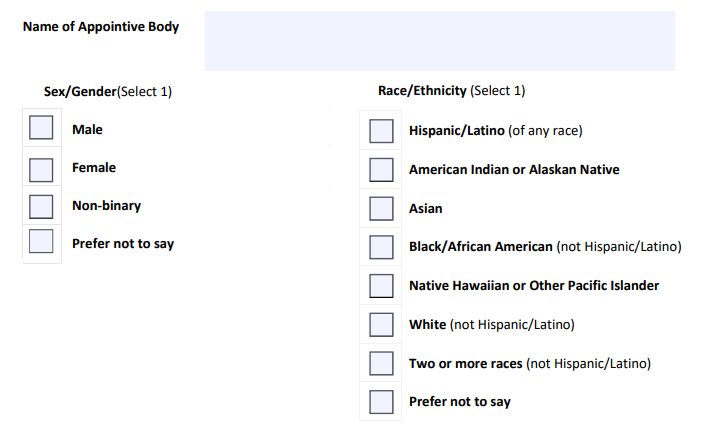 Name of Appointive Body
Sex/Gender(Select 1)
Male
Female
Non-binary
Prefer not to say
Race/Ethnicity (Select 1)
Hispanic/Latino (of any race)
American Indian or Alaskan Native
Asian
Black/African American (not Hispanic/Latino)
Native Hawaiian or Other Pacific Islander
White (not Hispanic/Latino)
Two or more races (not Hispanic/Latino)
Prefer not to say